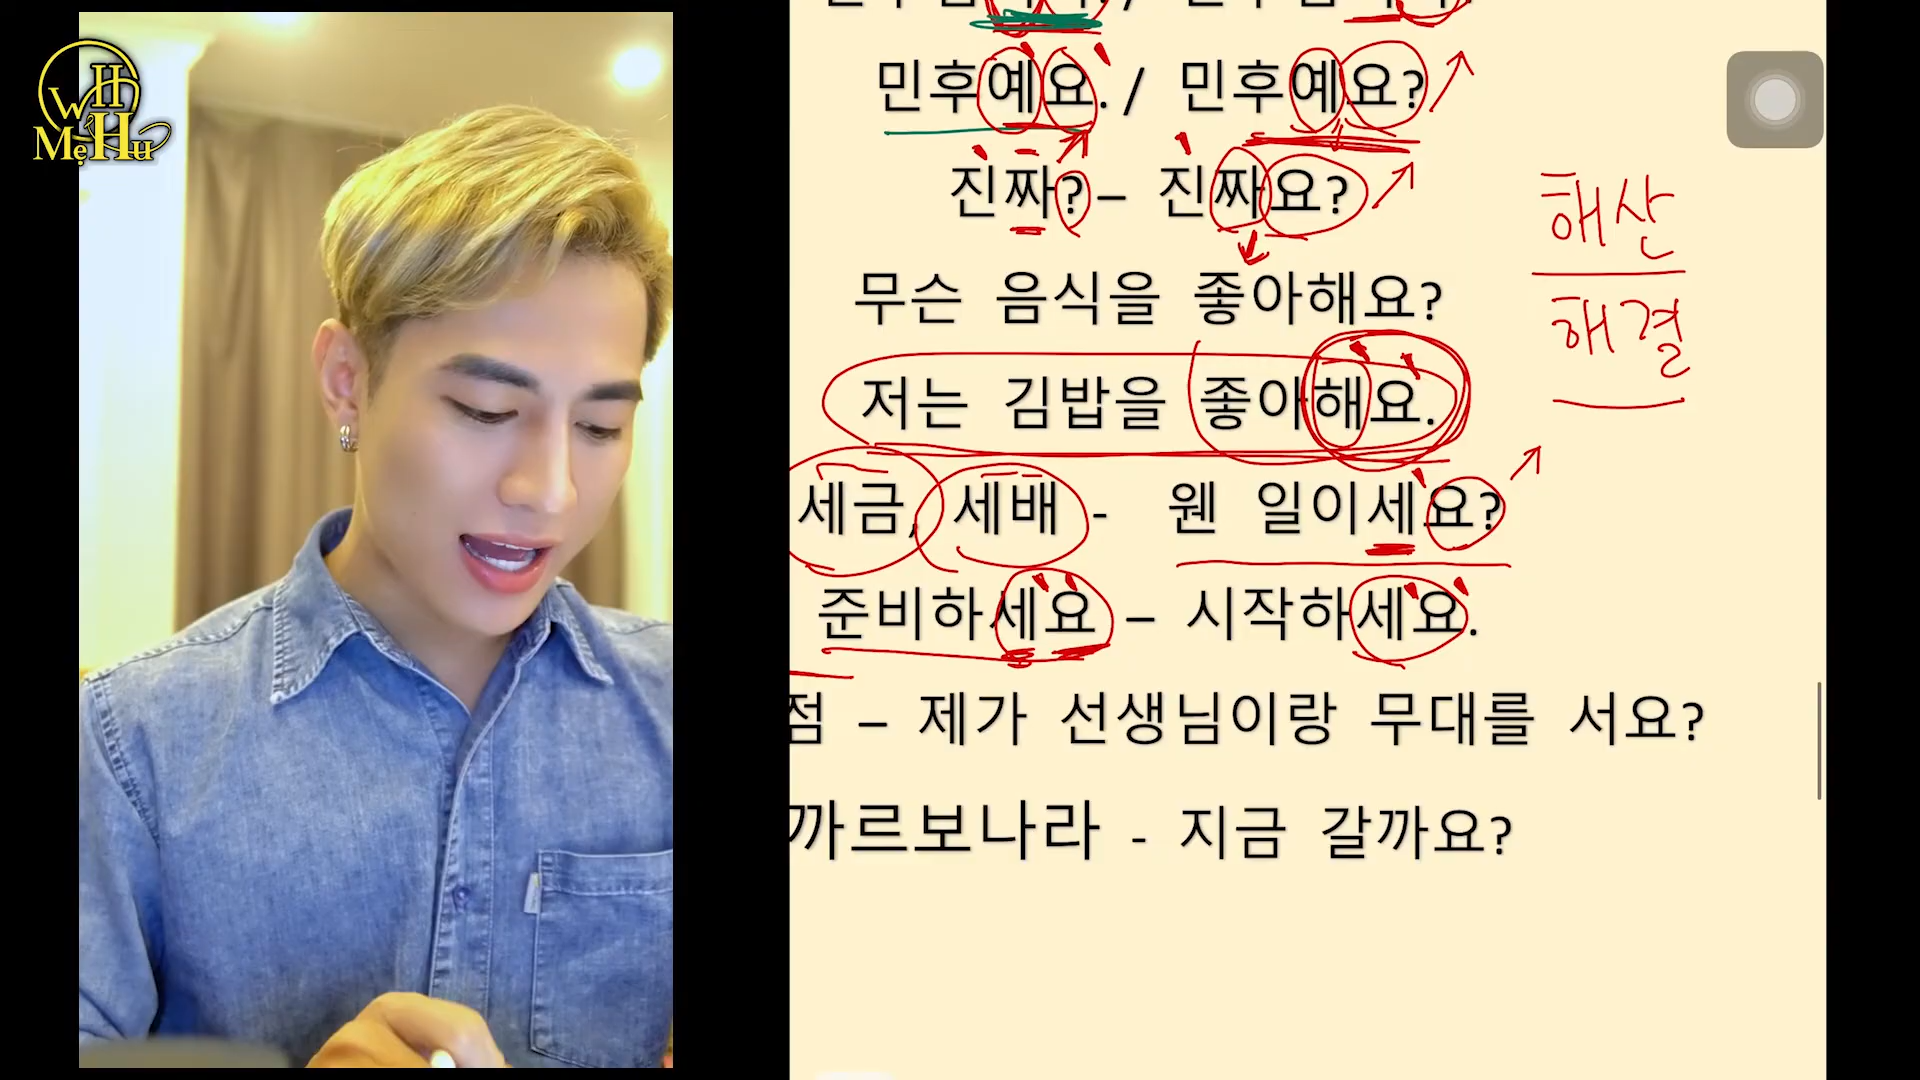 WHH
MẹHu
민후예요. / 민후예요?
진짜? – 진짜요?
해산
무슨 음식을 좋아해요?
해결
저는 김밥을 좋아해요.
세금, 세배 - 웬 일이세요?
준비하세요 – 시작하세요.
점 – 제가 선생님이랑 무대를 서요?
까르보나라 - 지금 갈까요?